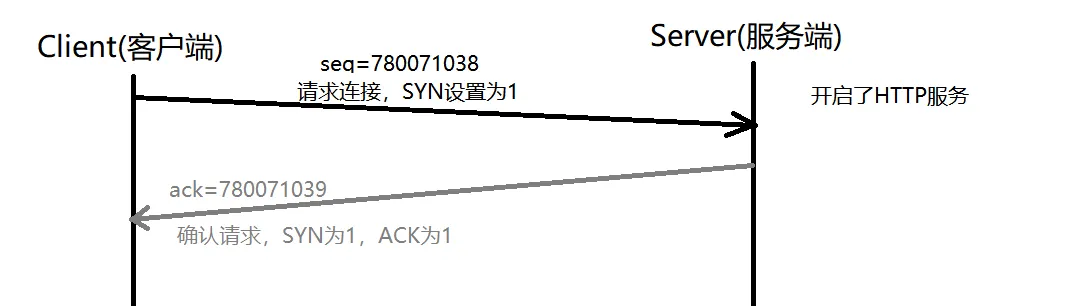 Client(客户端)
Server(服务端)
seq=780071038
请求连接，SYN设置为1
开启了HTTP服务
ack=780071039
确认请求，SYN为1，ACK为1